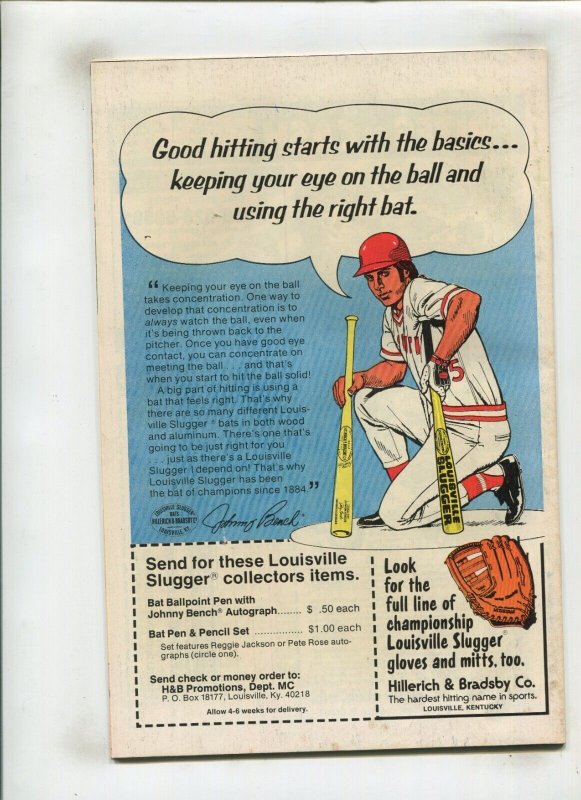 Good hitting starts with the basics...
keeping your eye on the ball and
using the right bat.
“ Keeping your eye on the ball
takes concentration. One way to
develop that concentration is to
always watch the ball, even when
it's being thrown back to the
pitcher. Once you have good eye
contact, you can concentrate on
meeting the ball . . . and that's
when you start to hit the ball solid!
A big part of hitting is using a
bat that feels right. That's why
there are so many different Louis-
ville Slugger® bats in both wood
and aluminum. There's one that's
going to be just right for you
. . . just as there's a Louisville
Slugger I depend on! That's why
Louisville Slugger has been
the bat of champions since 1884.”
LOUISVILLE SLUGGER
BATS
HILLERICH & BRADSBY CO
LOUISVILLE, KY.
Johnny Bench
5
LOUISVILLE
SLUGGER
Send for these Louisville
Slugger® collectors items.
Bat Ballpoint Pen with
Johnny Bench® Autograph........ $ .50 each
Bat Pen & Pencil Set ................ $1.00 each
Set features Reggie Jackson or Pete Rose auto-
graphs (circle one).
Send check or money order to:
H&B Promotions, Dept. MC
P. O. Box 18177, Louisville, Ky. 40218
Allow 4-6 weeks for delivery.
Look
for the
full line of
championship
Louisville Slugger®
gloves and mitts, too.
Hillerich & Bradsby Co.
The hardest hitting name in sports.
LOUISVILLE, KENTUCKY